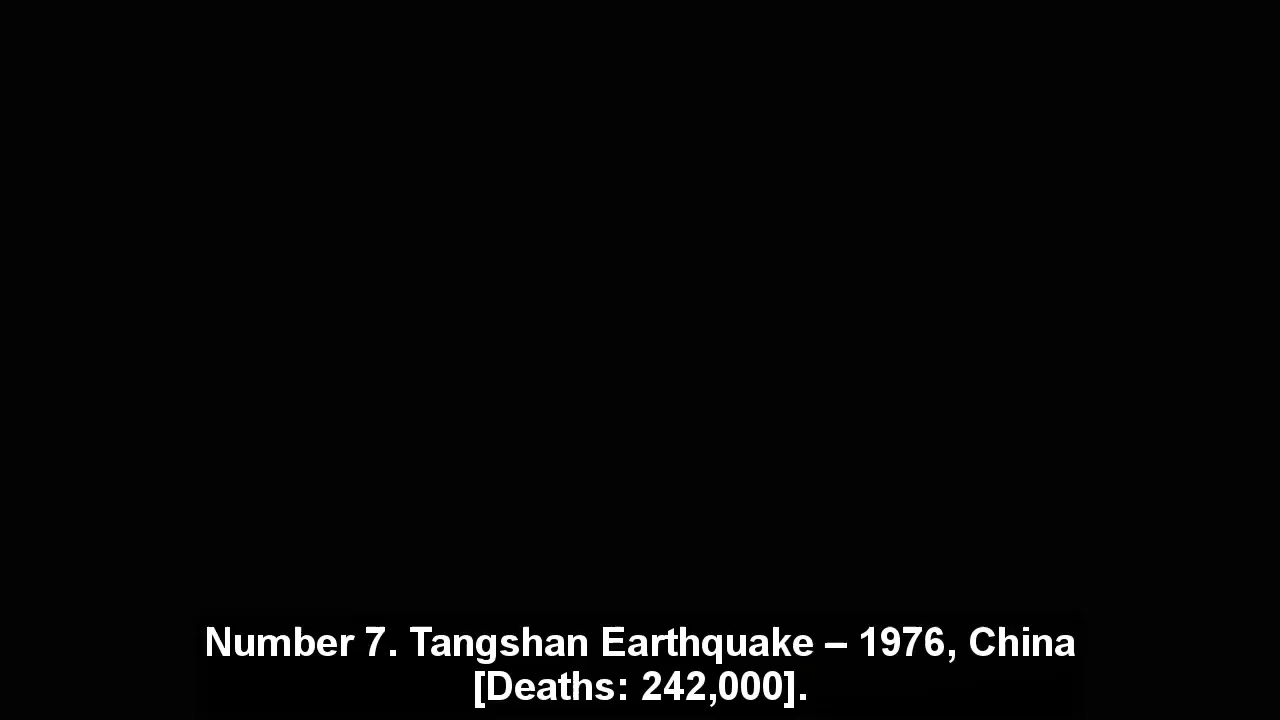 Number 7. Tangshan Earthquake – 1976, China
[Deaths: 242,000].